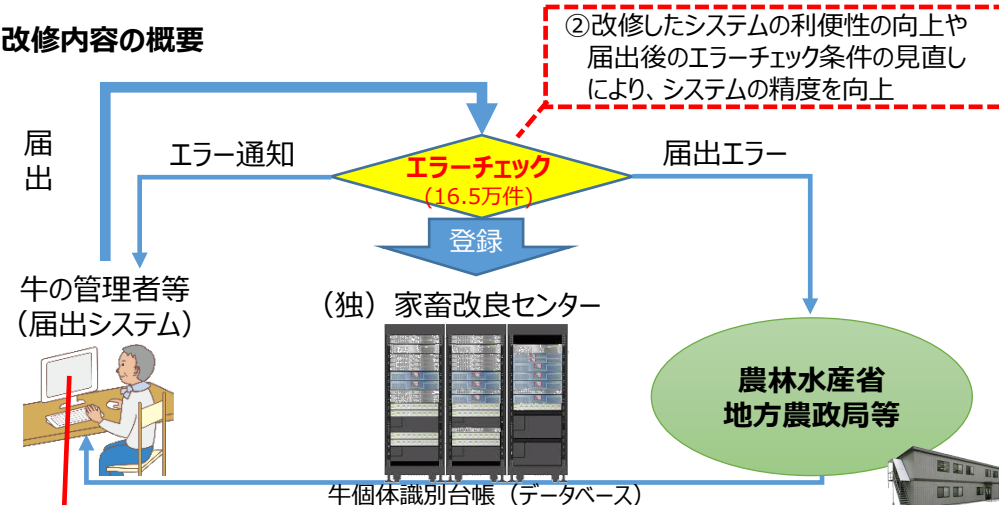 改修内容の概要
②改修したシステムの利便性の向上や
届出後のエラーチェック条件の見直し
により、システムの精度を向上
届
出
エラー通知
エラーチェック
(16.5万件)
届出エラー
登録
牛の管理者等
（届出システム）
（独）家畜改良センター
農林水産省
地方農政局等
牛個体識別台帳（データベース）